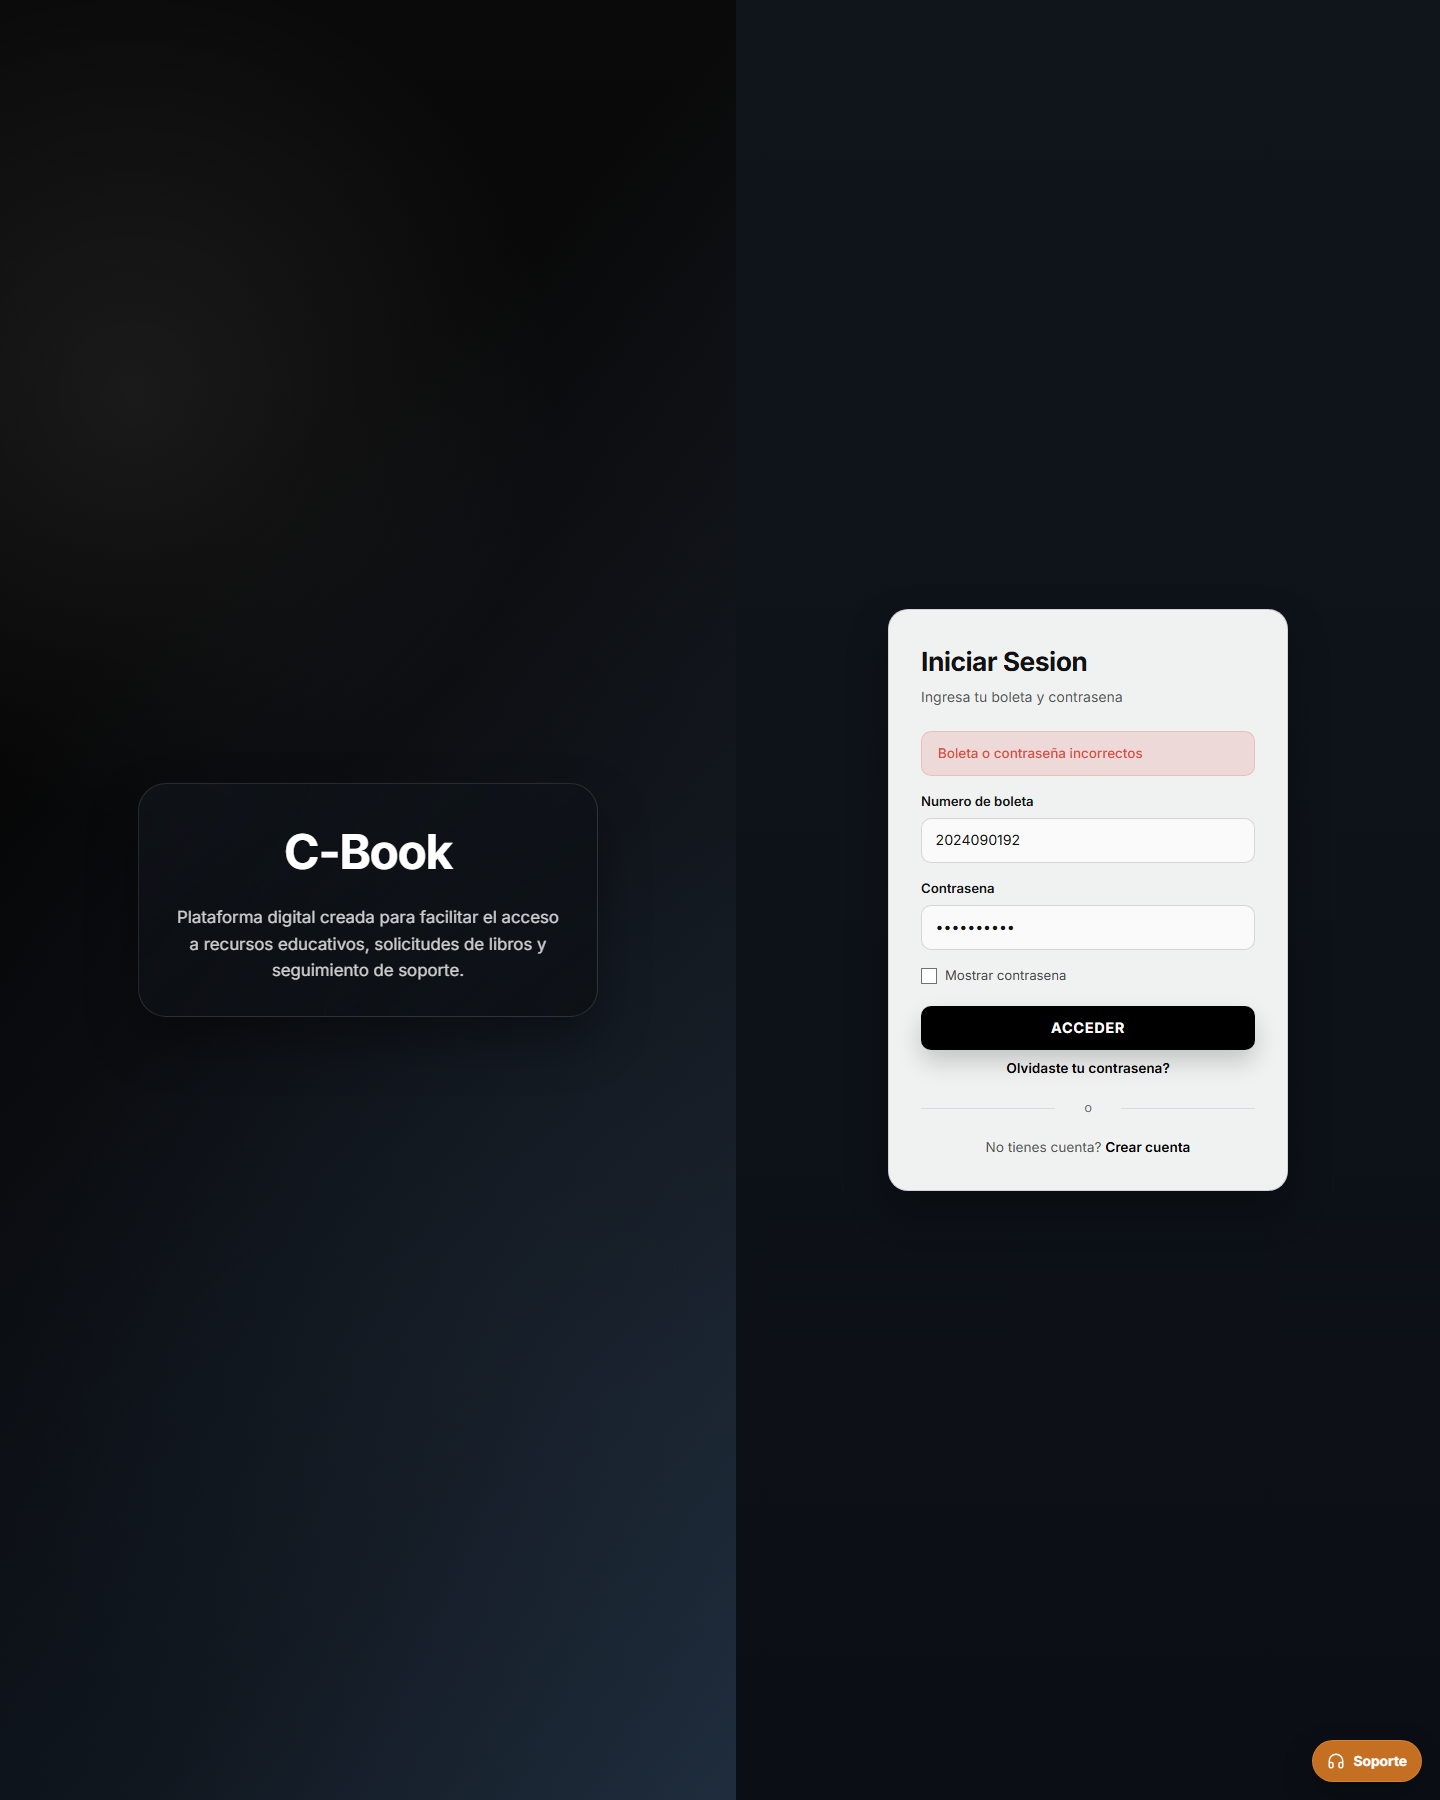 C-Book
Plataforma digital creada para facilitar el acceso
a recursos educativos, solicitudes de libros y
seguimiento de soporte.
Iniciar Sesion
Ingresa tu boleta y contrasena
Boleta o contraseña incorrectos
Numero de boleta
2024090192
Contrasena
••••••••••
Mostrar contrasena
ACCEDER
Olvidaste tu contrasena?
o
No tienes cuenta? Crear cuenta
Soporte